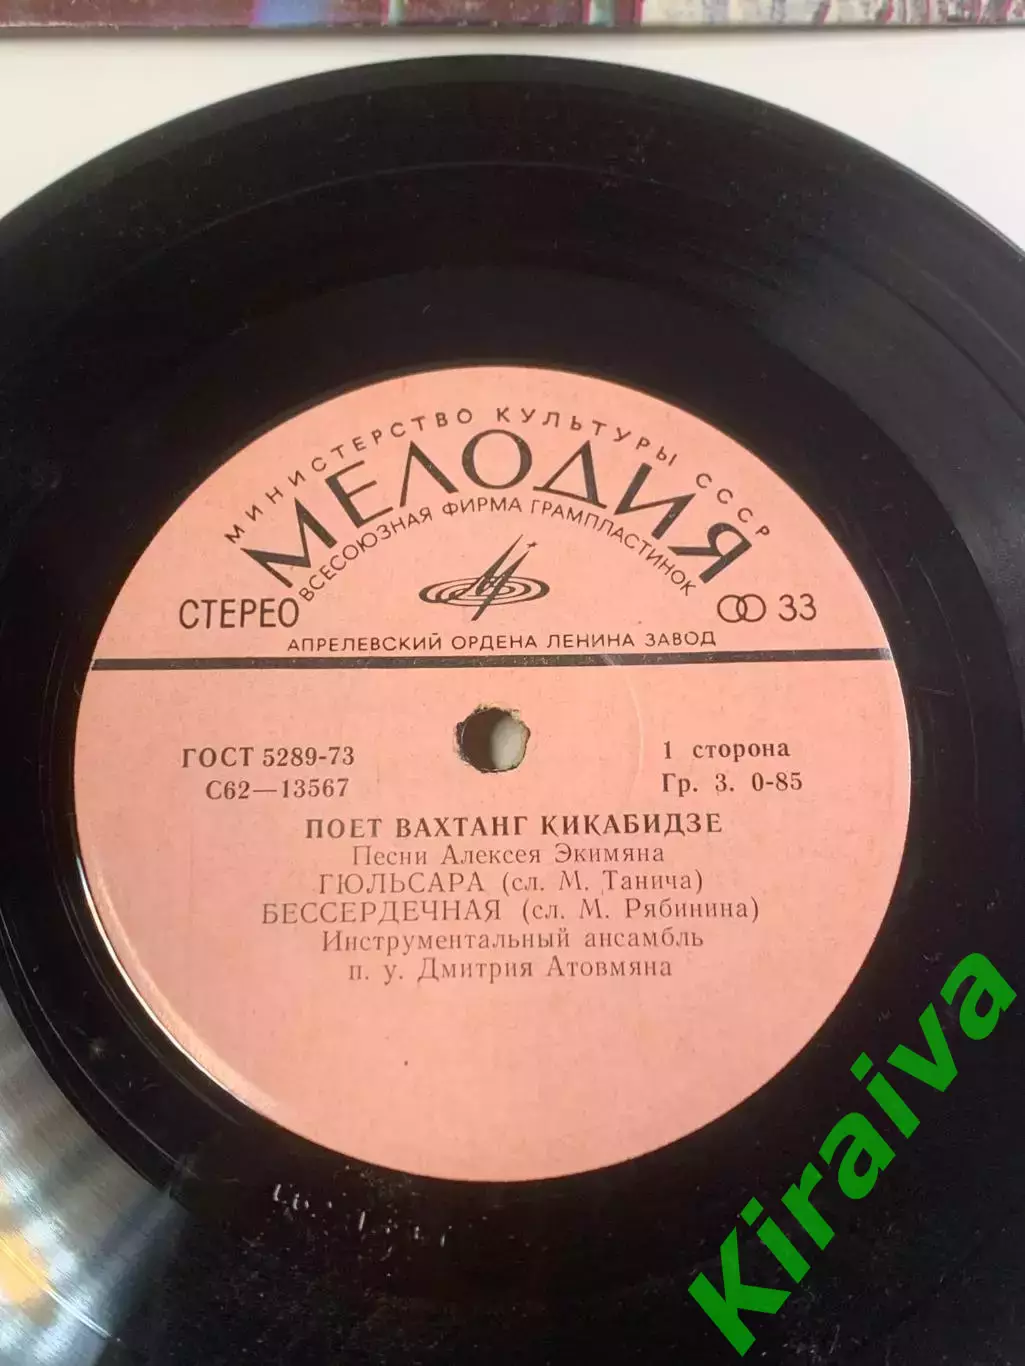 МИНИСТЕРСТВО КУЛЬТУРЫ СССР
МЕЛОДИЯ
ВСЕСОЮЗНАЯ ФИРМА ГРАМПЛАСТИНОК
СТЕРЕО 33
АПРЕЛЕВСКИЙ ОРДЕНА ЛЕНИНА ЗАВОД
ГОСТ 5289-73 1 сторона
С62—13567 Гр. 3. 0-85
ПОЕТ ВАХТАНГ КИКАБИДЗЕ
Песни Алексея Экимяна
ГЮЛЬСАРА (сл. М. Танича)
БЕССЕРДЕЧНАЯ (сл. М. Рябинина)
Инструментальный ансамбль
п. у. Дмитрия Атовмяна
Kiraiva